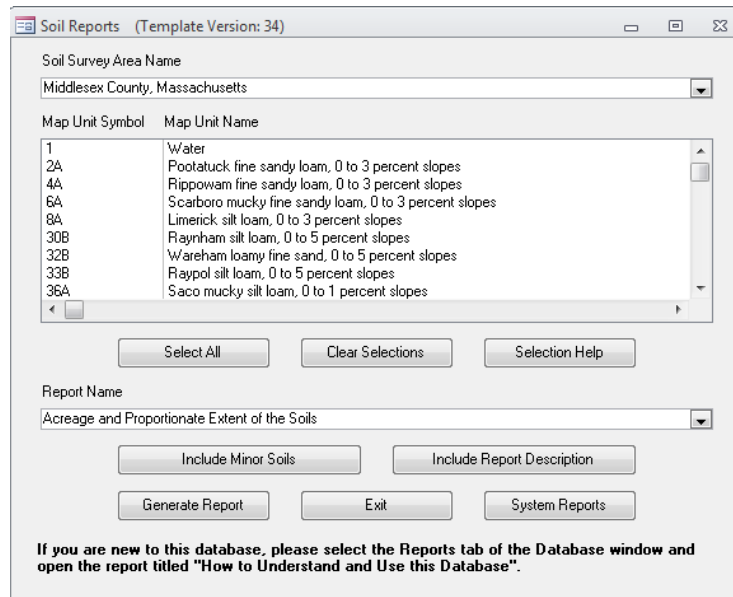 Soil Reports (Template Version: 34)
Soil Survey Area Name
Middlesex County, Massachusetts
Map Unit Symbol Map Unit Name
1 Water
2A Pootatuck fine sandy loam, 0 to 3 percent slopes
4A Rippowam fine sandy loam, 0 to 3 percent slopes
6A Scarboro mucky fine sandy loam, 0 to 3 percent slopes
8A Limerick silt loam, 0 to 3 percent slopes
30B Raynham silt loam, 0 to 5 percent slopes
32B Wareham loamy fine sand, 0 to 5 percent slopes
33B Raypol silt loam, 0 to 5 percent slopes
36A Saco mucky silt loam, 0 to 1 percent slopes
Select All Clear Selections Selection Help
Report Name
Acreage and Proportionate Extent of the Soils
Include Minor Soils Include Report Description
Generate Report Exit System Reports
If you are new to this database, please select the Reports tab of the Database window and
open the report titled "How to Understand and Use this Database".